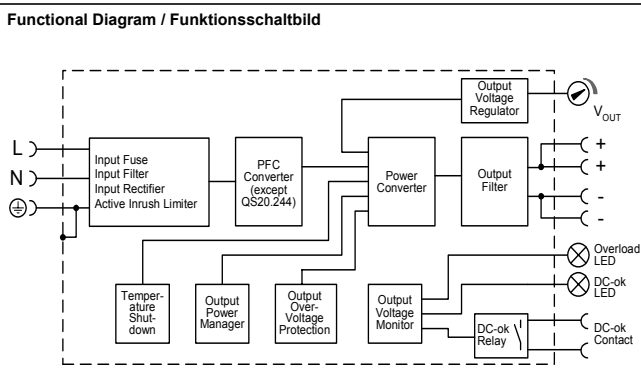 Functional Diagram / Funktionsschaltbild
Output
Voltage
Regulator
VOUT
L
N
Input Fuse
Input Filter
Input Rectifier
Active Inrush Limiter
PFC
Converter
(except
QS20.244)
Power
Converter
Output
Filter
+
+
-
-
Overload
LED
DC-ok
LED
Temper-
ature
Shut-
down
Output
Power
Manager
Output
Over-
Voltage
Protection
Output
Voltage
Monitor
DC-ok
Relay
DC-ok
Contact